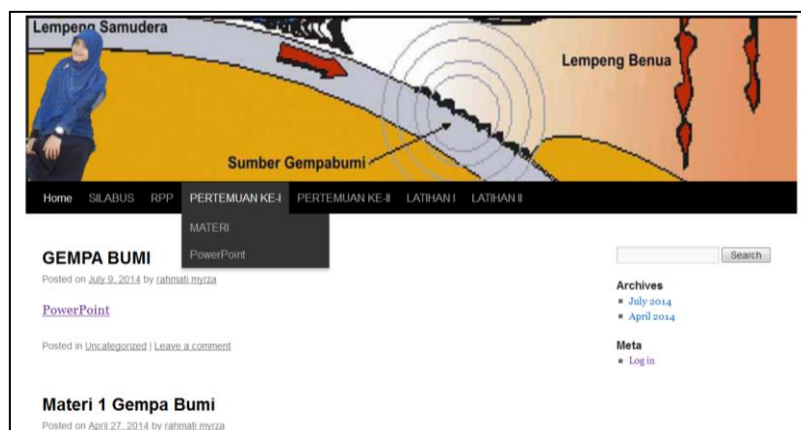 Lempeng Samudera
Lempeng Benua
Sumber Gempabumi
Home SILABUS RPP PERTEMUAN KE-I PERTEMUAN KE-II LATIHAN I LATIHAN II
MATERI
PowerPoint
GEMPA BUMI
Posted on July 9, 2014 by rahmati myrza
PowerPoint
Posted in Uncategorized | Leave a comment
Materi 1 Gempa Bumi
Posted on April 27, 2014 by rahmati myrza
Search
Archives
July 2014
April 2014
Meta
Log in